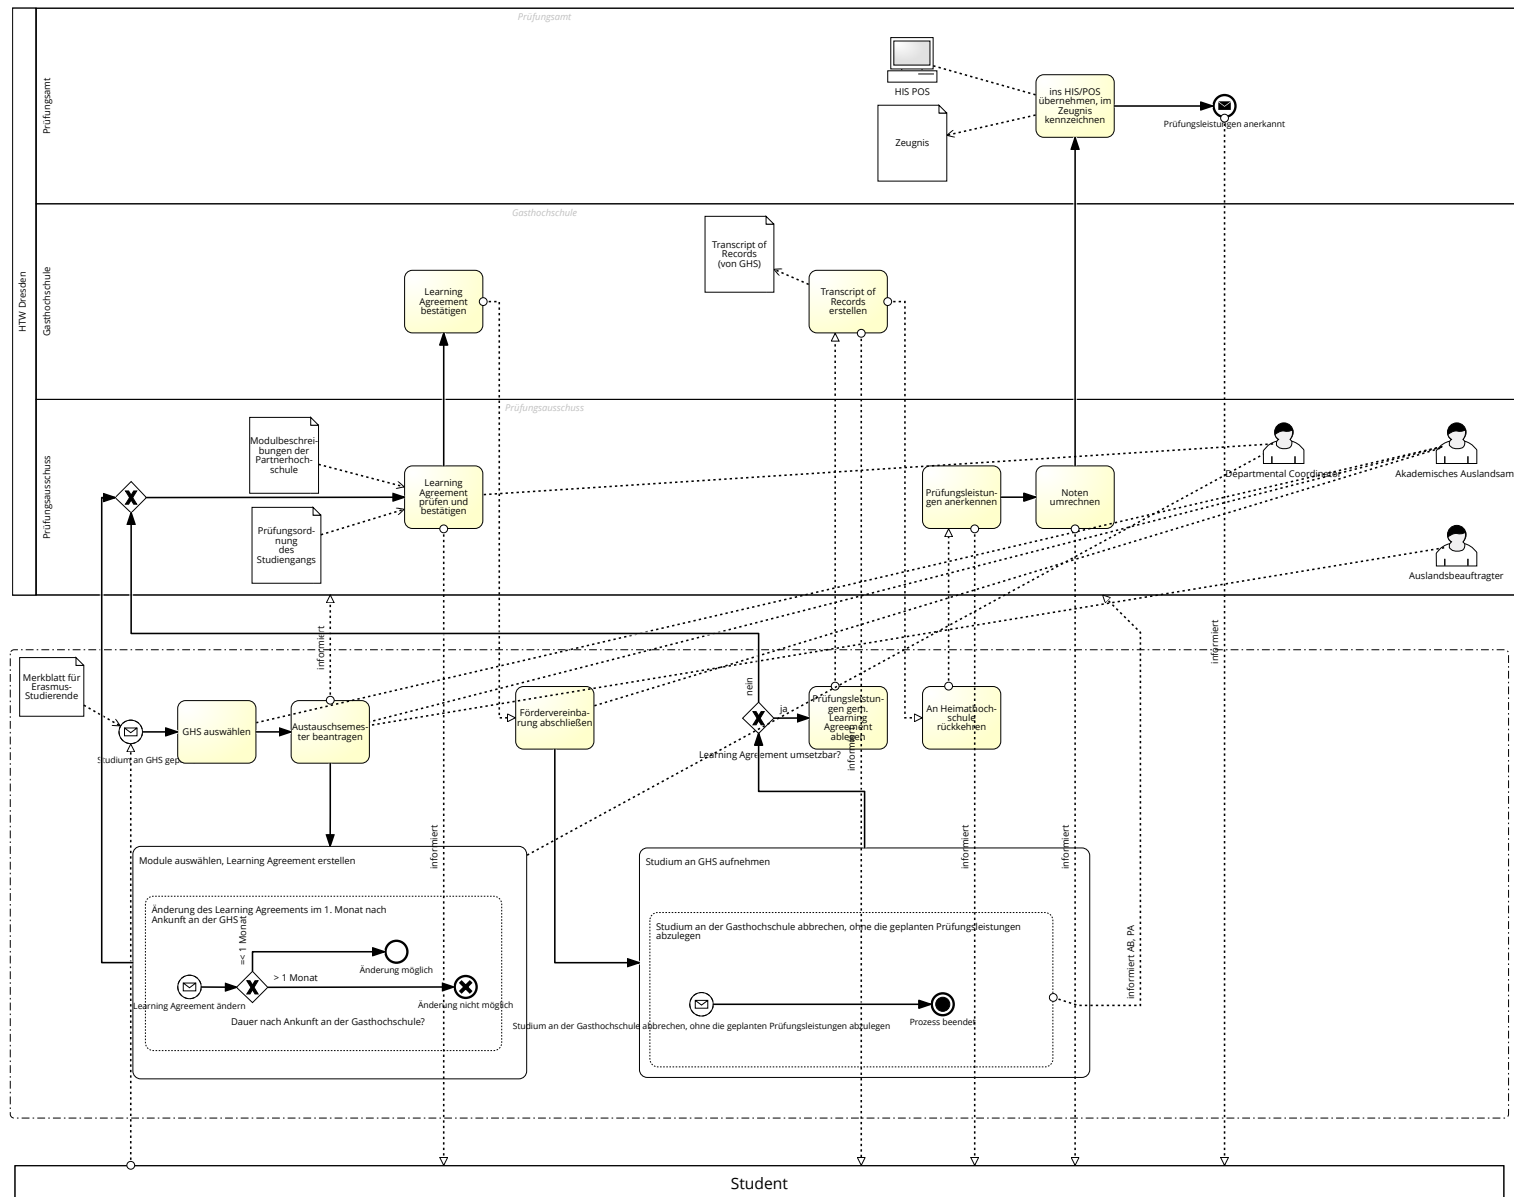 Prüfungsamt
HTW Dresden
Prüfungsamt
HIS POS
Zeugnis
ins HIS/POS
übernehmen, im
Zeugnis
kennzeichnen
Prüfungsleistungen anerkannt
Gasthochschule
Gasthochschule
Learning
Agreement
bestätigen
Transcript of
Records
(von GHS)
Transcript of
Records
erstellen
Prüfungsausschuss
Prüfungsausschuss
Modulbeschrei-
bungen der
Partnerhoch-
schule
Prüfungsord-
nung
des
Studiengangs
Learning
Agreement
prüfen und
bestätigen
Prüfungsleistun-
gen anerkennen
Noten
umrechnen
Departmental Coordinator
Akademisches Auslandsam
Auslandsbeauftragter
informiert
informiert
Merkblatt für
Erasmus-
Studierende
Studium an GHS gep
GHS auswählen
Austauschsemes-
ter beantragen
Fördervereinba-
rung abschließen
nein
ja
Learning Agreement umsetzbar?
Prüfungsleistun-
gen gem.
Learning
Agreement
ablegen
informiert
An Heimathoch-
schule
rückkehren
informiert
informiert
informiert
Module auswählen, Learning Agreement erstellen
Änderung des Learning Agreements im 1. Monat nach
Ankunft an der GHS
=< 1 Monat
> 1 Monat
Änderung möglich
Learning Agreement ändern
Änderung nicht möglich
Dauer nach Ankunft an der Gasthochschule?
Studium an GHS aufnehmen
Studium an der Gasthochschule abbrechen, ohne die geplanten Prüfungsleistungen
abzulegen
Studium an der Gasthochschule abbrechen, ohne die geplanten Prüfungsleistungen abzulegen
Prozess beendet
informiert AB, PA
Student